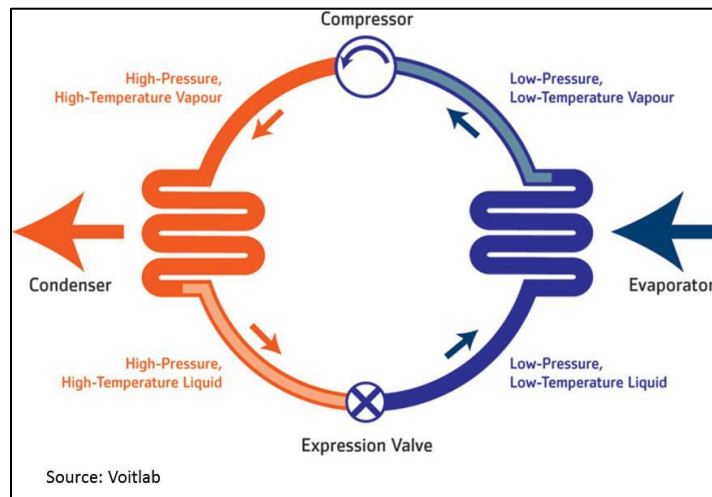 Compressor
High-Pressure,
High-Temperature Vapour
Low-Pressure,
Low-Temperature Vapour
Condenser
Evaporator
High-Pressure,
High-Temperature Liquid
Low-Pressure,
Low-Temperature Liquid
Expression Valve
Source: Voitlab